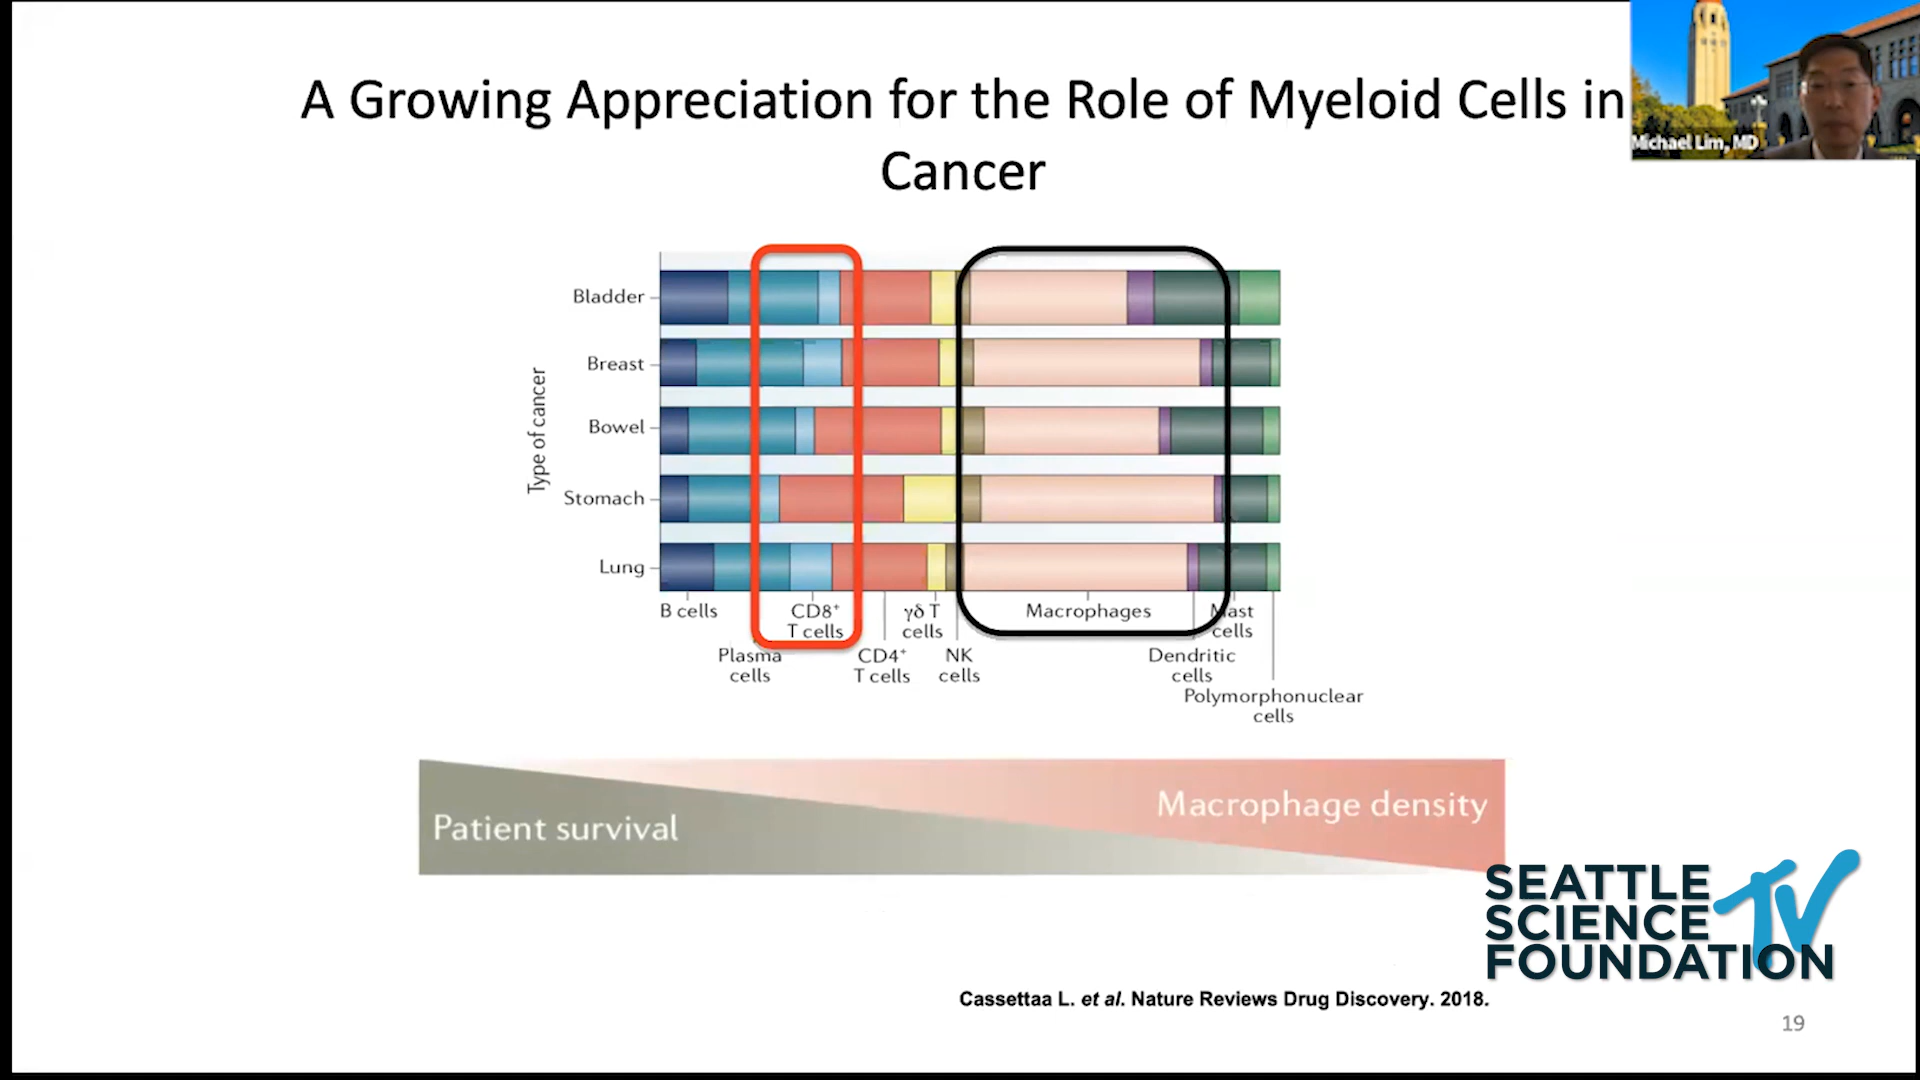 A Growing Appreciation for the Role of Myeloid Cells in
Cancer
Michael Lim, MD
Type of cancer
Bladder
Breast
Bowel
Stomach
Lung
B cells
Plasma
cells
CD8⁺
T cells
CD4⁺
T cells
γδ T
cells
NK
cells
Macrophages
Dendritic
cells
Mast
cells
Polymorphonuclear
cells
Patient survival
Macrophage density
SEATTLE
SCIENCE
FOUNDATION
TV
Cassettaa L. et al. Nature Reviews Drug Discovery. 2018.
19